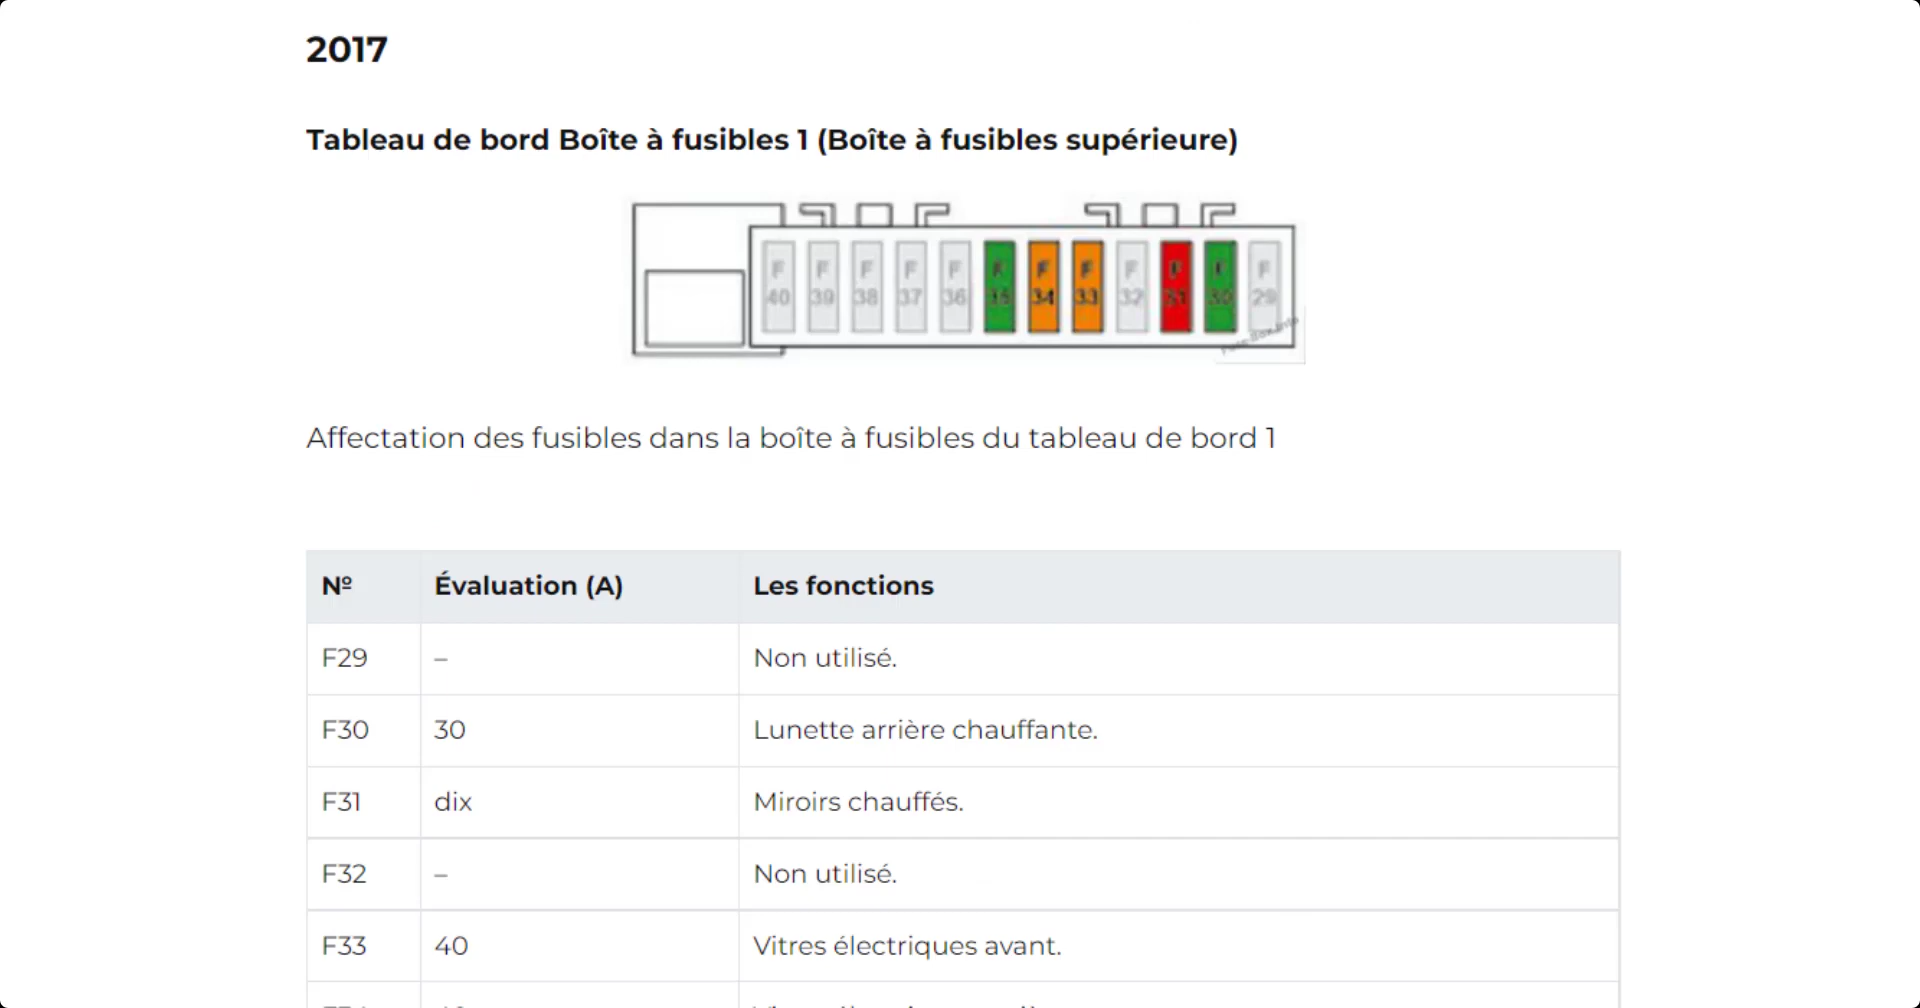 2017
Tableau de bord Boîte à fusibles 1 (Boîte à fusibles supérieure)
F F F F F F F F F F F F
40 39 38 37 36 35 34 33 32 31 30 29
Fuse-Box.info
Affectation des fusibles dans la boîte à fusibles du tableau de bord 1
Nº Évaluation (A) Les fonctions
F29 – Non utilisé.
F30 30 Lunette arrière chauffante.
F31 dix Miroirs chauffés.
F32 – Non utilisé.
F33 40 Vitres électriques avant.